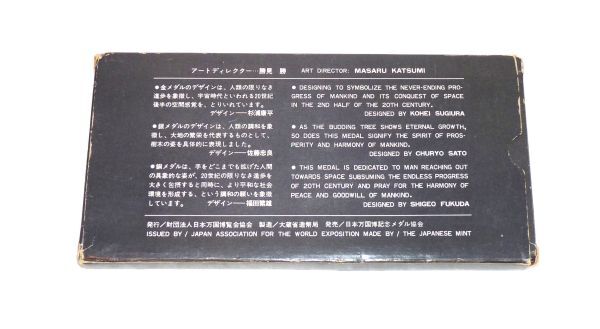 アートディレクター…勝見 勝 ART DIRECTOR: MASARU KATSUMI
●金メダルのデザインは、人類の限りなき
進歩を象徴し、宇宙時代といわれる20世紀
後半の空間感覚を、とりいれています。
デザイン──杉浦康平
●DESIGNING TO SYMBOLIZE THE NEVER-ENDING PRO-
GRESS OF MANKIND AND ITS CONQUEST OF SPACE
IN THE 2ND HALF OF THE 20TH CENTURY.
DESIGNED BY KOHEI SUGIURA
●銀メダルのデザインは、人類の調和を象
徴し、大地の繁栄を代表するものとして、
樹木の姿を具体的に表現しました。
デザイン──佐藤忠良
●AS THE BUDDING TREE SHOWS ETERNAL GROWTH,
SO DOES THIS MEDAL SIGNIFY THE SPIRIT OF PROS-
PERITY AND HARMONY OF MANKIND.
DESIGNED BY CHURYO SATO
●銅メダルは、手をどこまでも拡げた人間
の具象的な姿が、20世紀の限りなき進歩を
大きく包摂すると同時に、より平和な社会
環境を形成する、という調和の願いを象徴
しています。 デザイン──福田繁雄
●THIS MEDAL IS DEDICATED TO MAN REACHING OUT
TOWARDS SPACE SUBSUMING THE ENDLESS PROGRESS
OF 20TH CENTURY AND PRAY FOR THE HARMONY OF
PEACE AND GOODWILL OF MANKIND.
DESIGNED BY SHIGEO FUKUDA
発行／財団法人日本万国博覧会協会 製造／大蔵省造幣局 発売／日本万国博記念メダル協会
ISSUED BY / JAPAN ASSOCIATION FOR THE WORLD EXPOSITION MADE BY / THE JAPANESE MINT